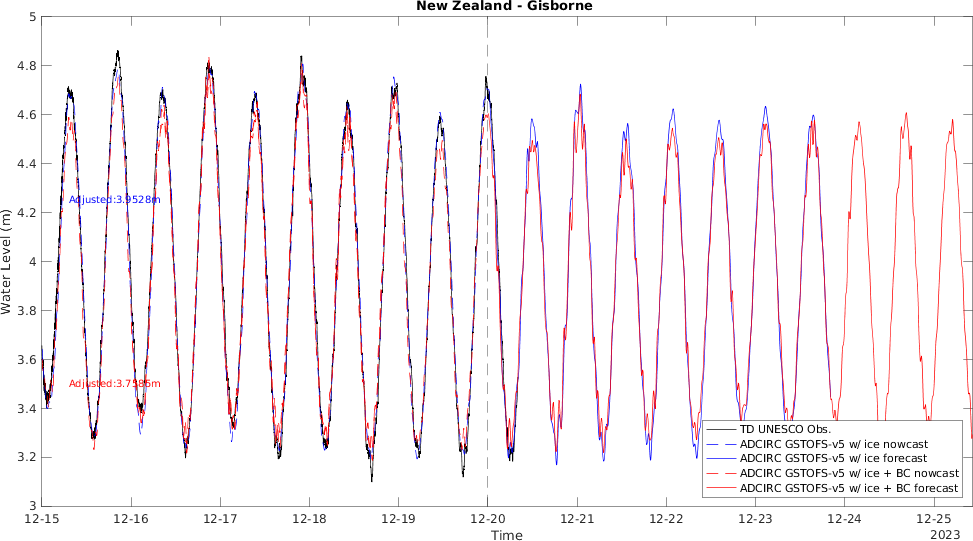 New Zealand - Gisborne
5
4.8
4.6
4.4
4.2
4
3.8
3.6
3.4
3.2
3
Water Level (m)
Adjusted:3.9528m
Adjusted:3.7585m
TD UNESCO Obs.
ADCIRC GSTOFS-v5 w/ ice nowcast
ADCIRC GSTOFS-v5 w/ ice forecast
ADCIRC GSTOFS-v5 w/ ice + BC nowcast
ADCIRC GSTOFS-v5 w/ ice + BC forecast
12-15 12-16 12-17 12-18 12-19 12-20 12-21 12-22 12-23 12-24 12-25
Time
2023